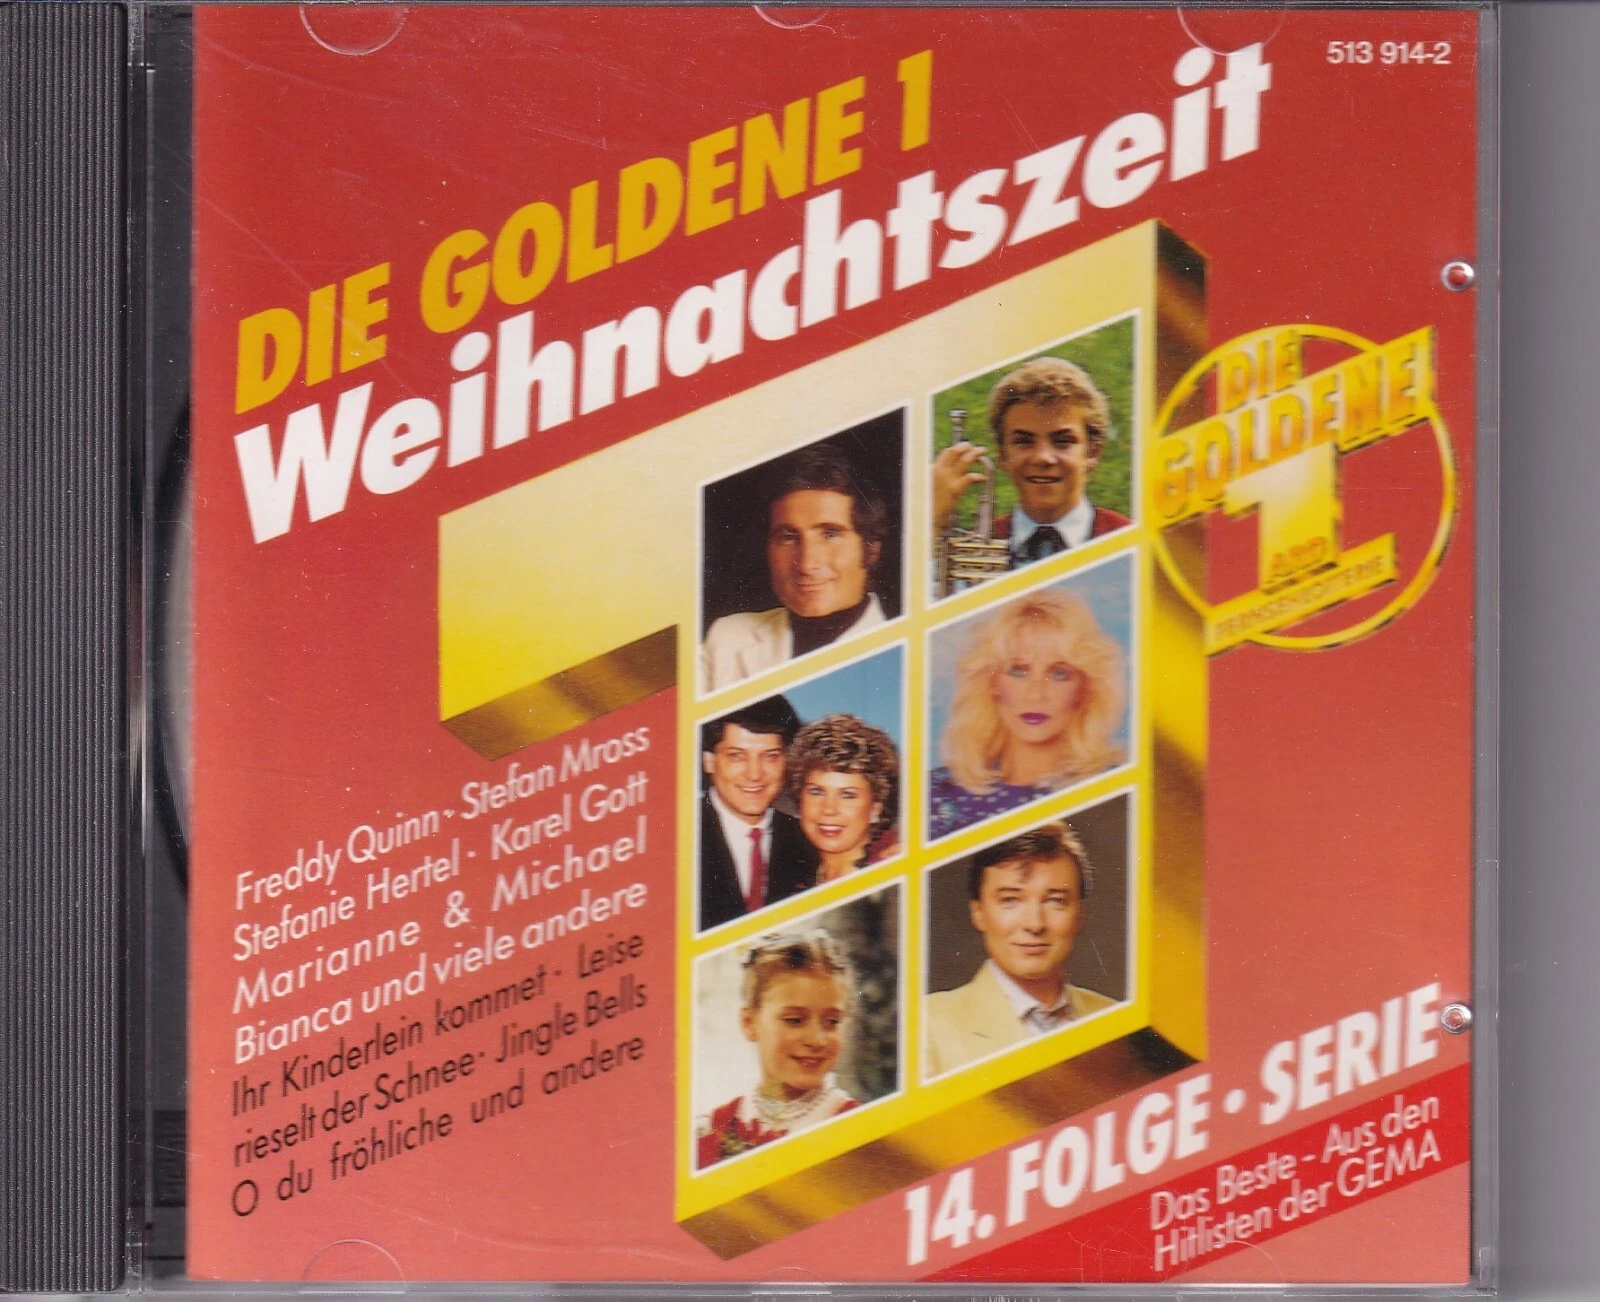 513 914-2
DIE GOLDENE 1
Weihnachtszeit
DIE
GOLDENE
1
ARD
FERNSEHLOTTERIE
Freddy Quinn · Stefan Mross
Stefanie Hertel · Karel Gott
Marianne & Michael
Bianca und viele andere
Ihr Kinderlein kommet · Leise
rieselt der Schnee · Jingle Bells
O du fröhliche und andere
14. FOLGE · SERIE
Das Beste - Aus den
Hitlisten der GEMA